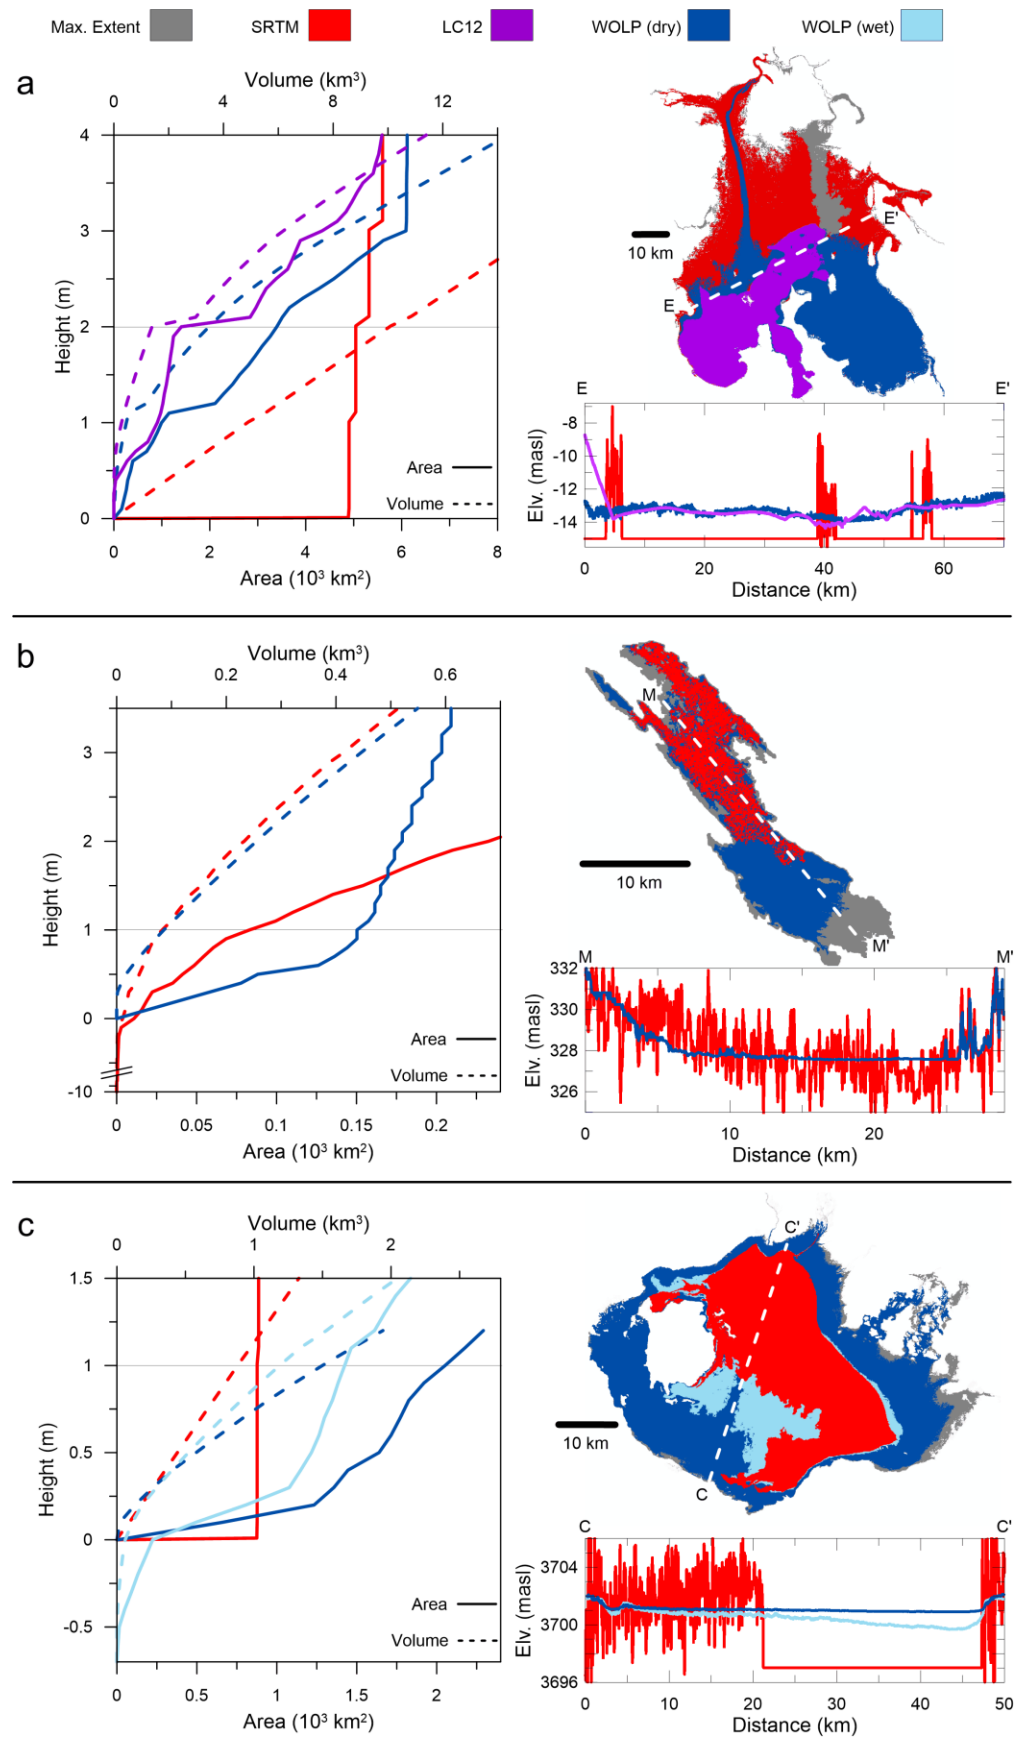 Max. Extent SRTM LC12 WOLP (dry) WOLP (wet)
a
Volume (km³)
0 4 8 12
4
3
2
1
0
Height (m)
Area
Volume
0 2 4 6 8
Area (10³ km²)
10 km
E
E'
E E'
-8
-10
-12
-14
Elv. (masl)
0 20 40 60
Distance (km)
b
Volume (km³)
0 0.2 0.4 0.6
3
2
1
0
-10
Height (m)
Area
Volume
0 0.05 0.1 0.15 0.2
Area (10³ km²)
M
10 km
M'
M M'
332
330
328
326
Elv. (masl)
0 10 20
Distance (km)
c
Volume (km³)
0 1 2
1.5
1
0.5
0
-0.5
Height (m)
Area
Volume
0 0.5 1 1.5 2
Area (10³ km²)
C'
10 km
C
C C'
3704
3700
3696
Elv. (masl)
0 10 20 30 40 50
Distance (km)